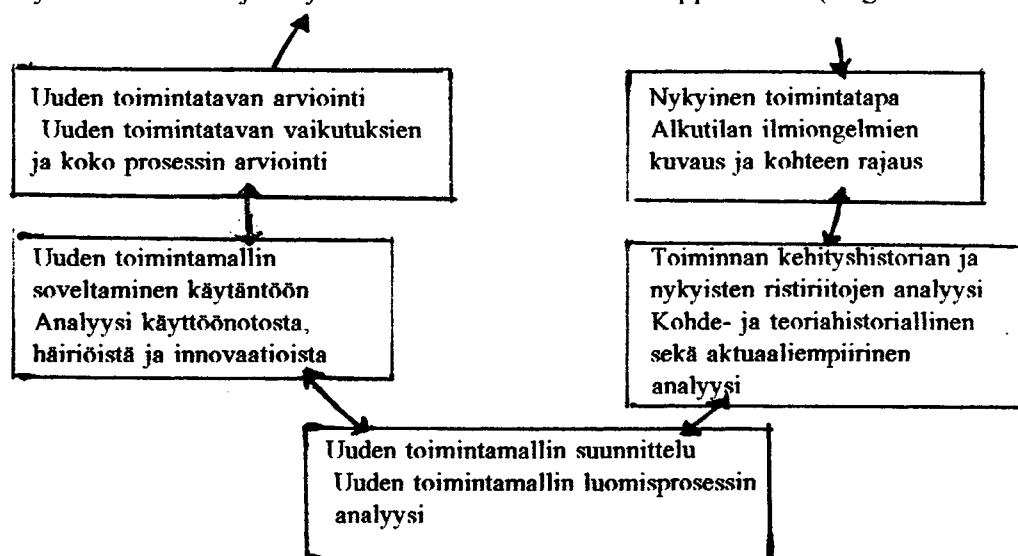 Uuden toimintatavan arviointi
Uuden toimintatavan vaikutuksien
ja koko prosessin arviointi
Nykyinen toimintatapa
Alkutilan ilmiongelmien
kuvaus ja kohteen rajaus
Uuden toimintamallin
soveltaminen käytäntöön
Analyysi käyttöönotosta,
häiriöistä ja innovaatioista
Toiminnan kehityshistorian ja
nykyisten ristiriitojen analyysi
Kohde- ja teoriahistoriallinen
sekä aktuaaliempiirinen
analyysi
Uuden toimintamallin suunnittelu
Uuden toimintamallin luomisprosessin
analyysi